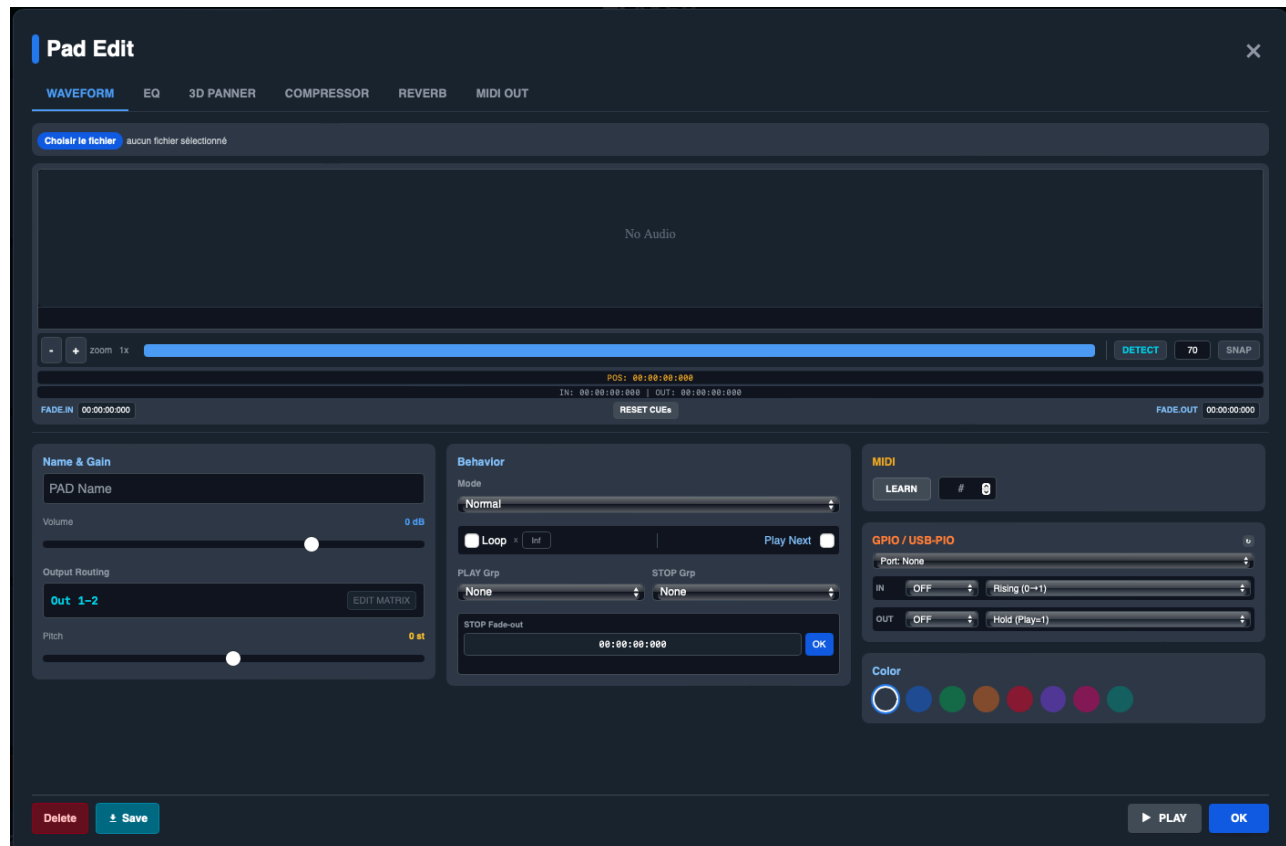 Pad Edit
WAVEFORM EQ 3D PANNER COMPRESSOR REVERB MIDI OUT
Choisir le fichier aucun fichier sélectionné
No Audio
- + zoom 1x DETECT 70 SNAP
POS: 00:00:00:000
IN: 00:00:00:000 | OUT: 00:00:00:000
FADE.IN 00:00:00:000 RESET CUEs FADE.OUT 00:00:00:000
Name & Gain
PAD Name
Volume 0 dB
Output Routing
Out 1-2 EDIT MATRIX
Pitch 0 st
Behavior
Mode
Normal
Loop × Inf | Play Next
PLAY Grp STOP Grp
None None
STOP Fade-out
00:00:00:000 OK
MIDI
LEARN #
GPIO / USB-PIO
Port: None
IN OFF Rising (0→1)
OUT OFF Hold (Play=1)
Color
Delete Save PLAY OK